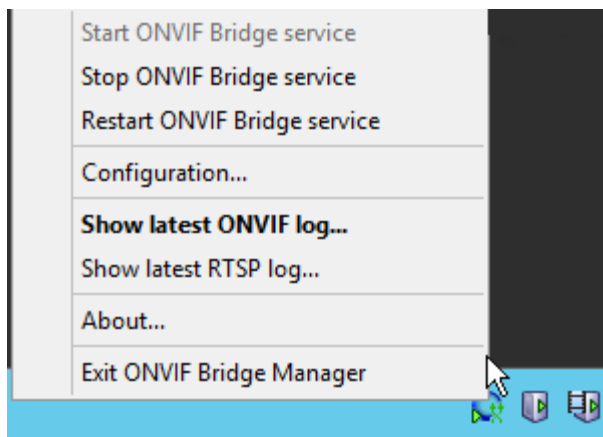 Start ONVIF Bridge service
Stop ONVIF Bridge service
Restart ONVIF Bridge service
Configuration...
Show latest ONVIF log...
Show latest RTSP log...
About...
Exit ONVIF Bridge Manager